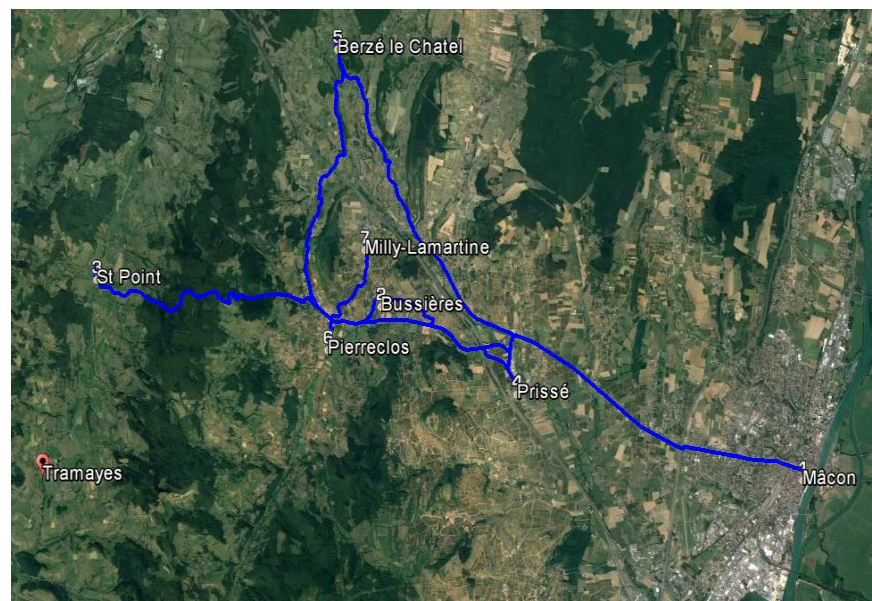 5
Berzé le Chatel
7
Milly-Lamartine
3
St Point
2
Bussières
6
Pierreclos
4
Prissé
Tramayes
1
Mâcon